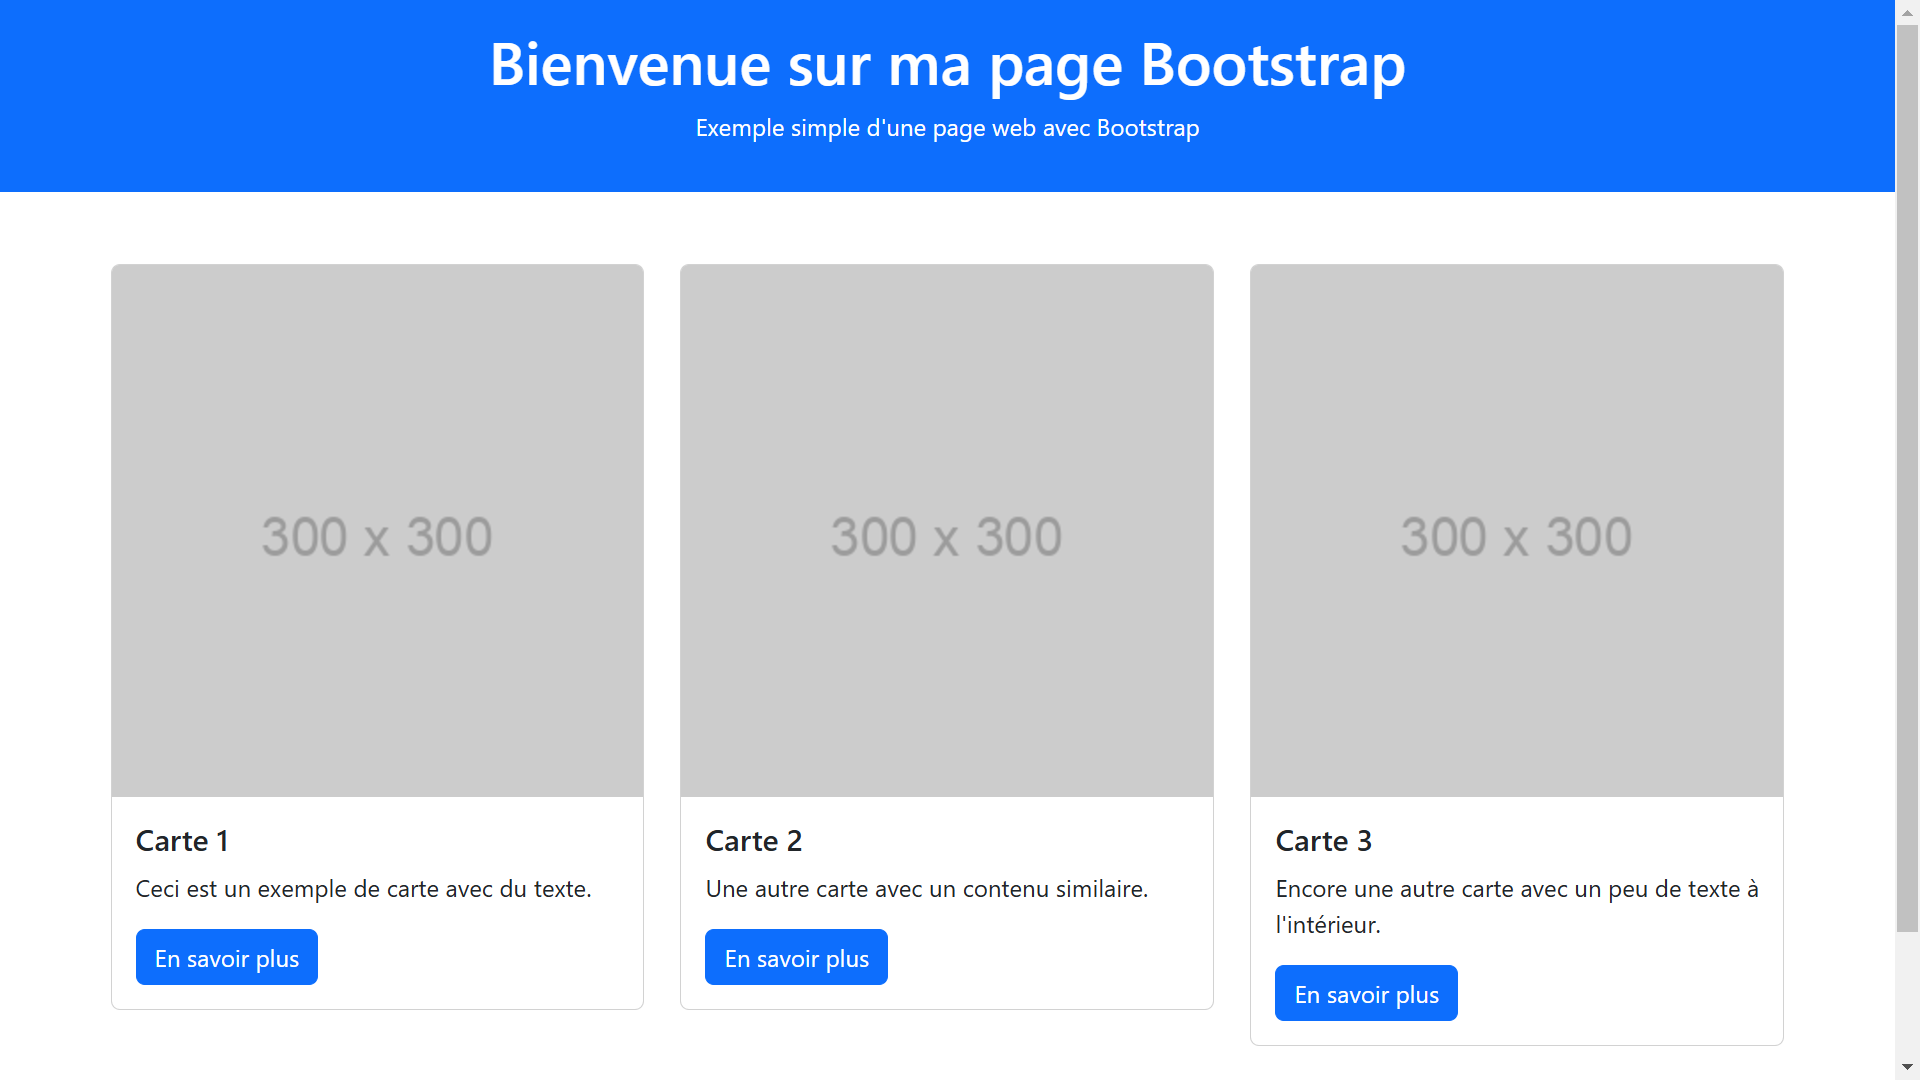 Bienvenue sur ma page Bootstrap
Exemple simple d'une page web avec Bootstrap
300 x 300
300 x 300
300 x 300
Carte 1
Ceci est un exemple de carte avec du texte.
En savoir plus
Carte 2
Une autre carte avec un contenu similaire.
En savoir plus
Carte 3
Encore une autre carte avec un peu de texte à
l'intérieur.
En savoir plus